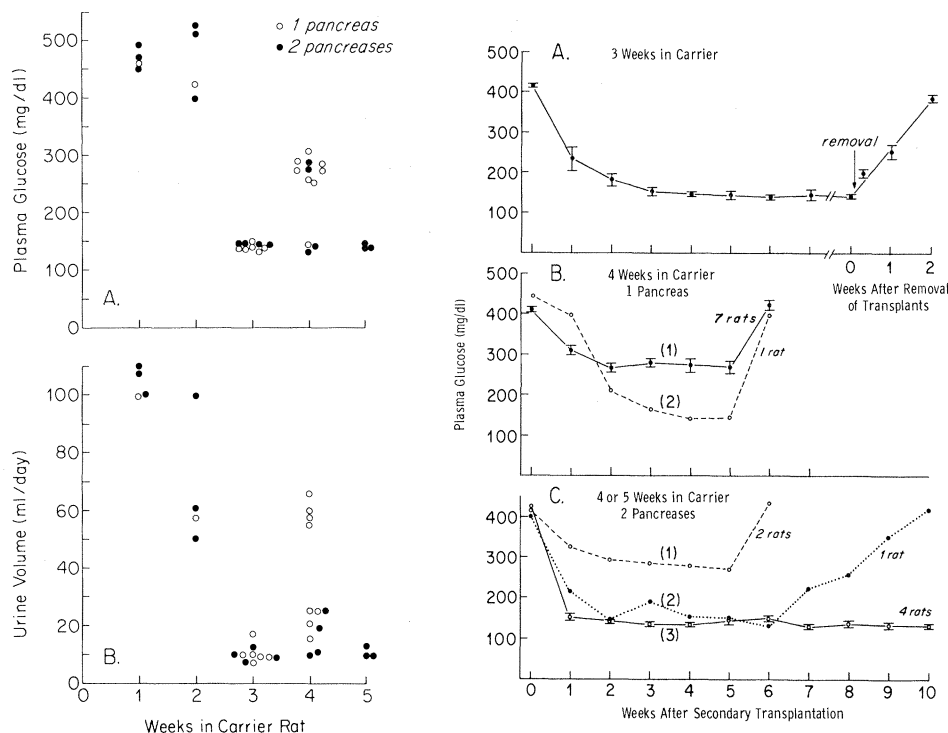 ○ 1 pancreas
● 2 pancreases
Plasma Glucose (mg/dl)
500
400
300
200
100
0
A.
Urine Volume (ml/day)
100
80
60
40
20
0
B.
0 1 2 3 4 5
Weeks in Carrier Rat
A.
3 Weeks in Carrier
500
400
300
200
100
removal
0 1 2
Weeks After Removal
of Transplants
B.
4 Weeks in Carrier
1 Pancreas
Plasma Glucose (mg/dl)
500
400
300
200
100
7 rats
1 rat
(1)
(2)
C.
4 or 5 Weeks in Carrier
2 Pancreases
400
300
200
100
(1)
2 rats
(2)
1 rat
(3)
4 rats
0 1 2 3 4 5 6 7 8 9 10
Weeks After Secondary Transplantation